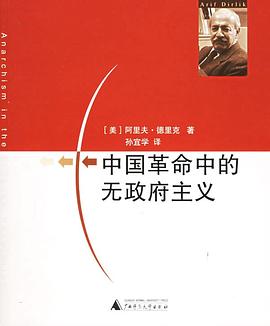 Arif Dirlik
Anarchism in the
[美] 阿里夫·德里克 著
孙宜学 译
中国革命中的
无政府主义
广西师范大学出版社